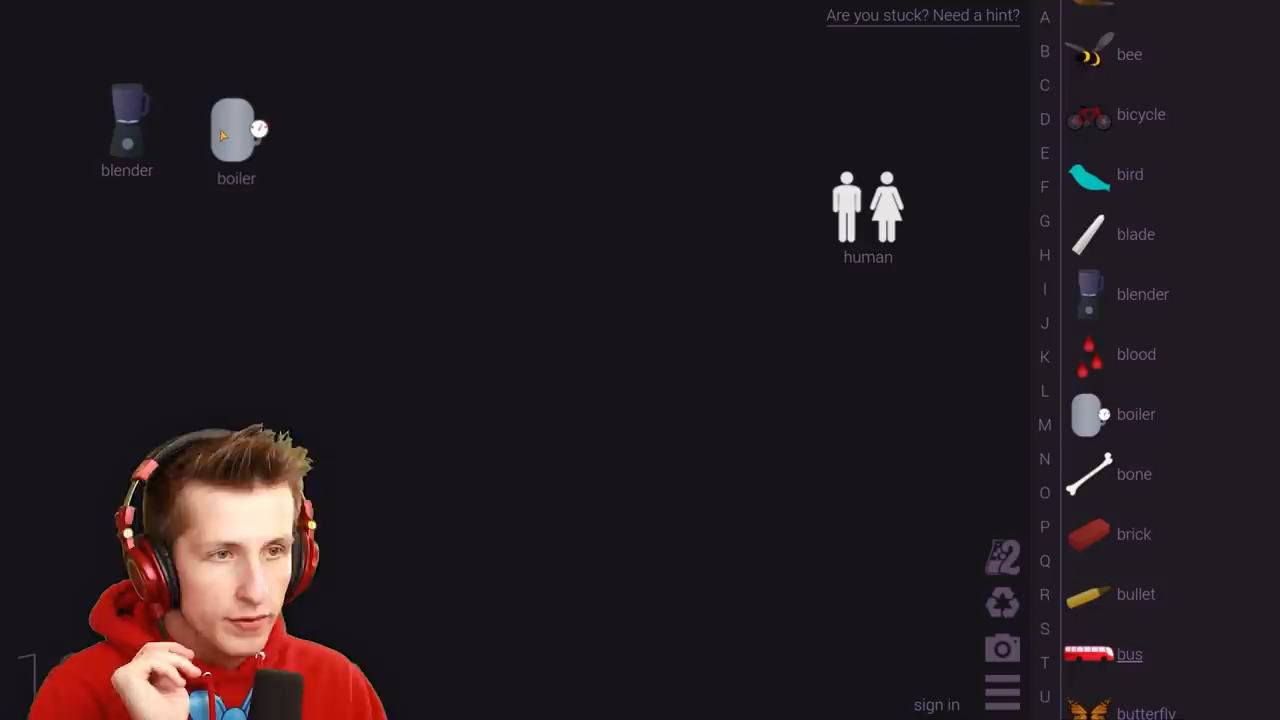 Are you stuck? Need a hint?
blender
boiler
human
sign in
A
B
C
D
E
F
G
H
I
J
K
L
M
N
O
P
Q
R
S
T
U
bee
bicycle
bird
blade
blender
blood
boiler
bone
brick
bullet
bus
butterfly
2